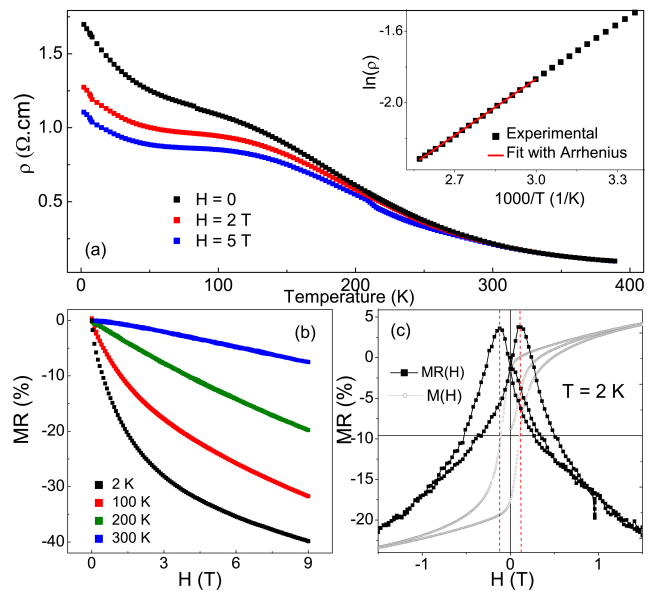 1.5
1.0
0.5
ρ (Ω.cm)
H = 0
H = 2 T
H = 5 T
(a)
0 100 200 300 400
Temperature (K)
-1.6
-2.0
ln(ρ)
Experimental
Fit with Arrhenius
2.7 3.0 3.3
1000/T (1/K)
0
-10
-20
-30
-40
MR (%)
(b)
2 K
100 K
200 K
300 K
0 3 6 9
H (T)
5
0
-5
-10
-15
-20
MR (%)
(c)
MR(H)
M(H)
T = 2 K
-1 0 1
H (T)